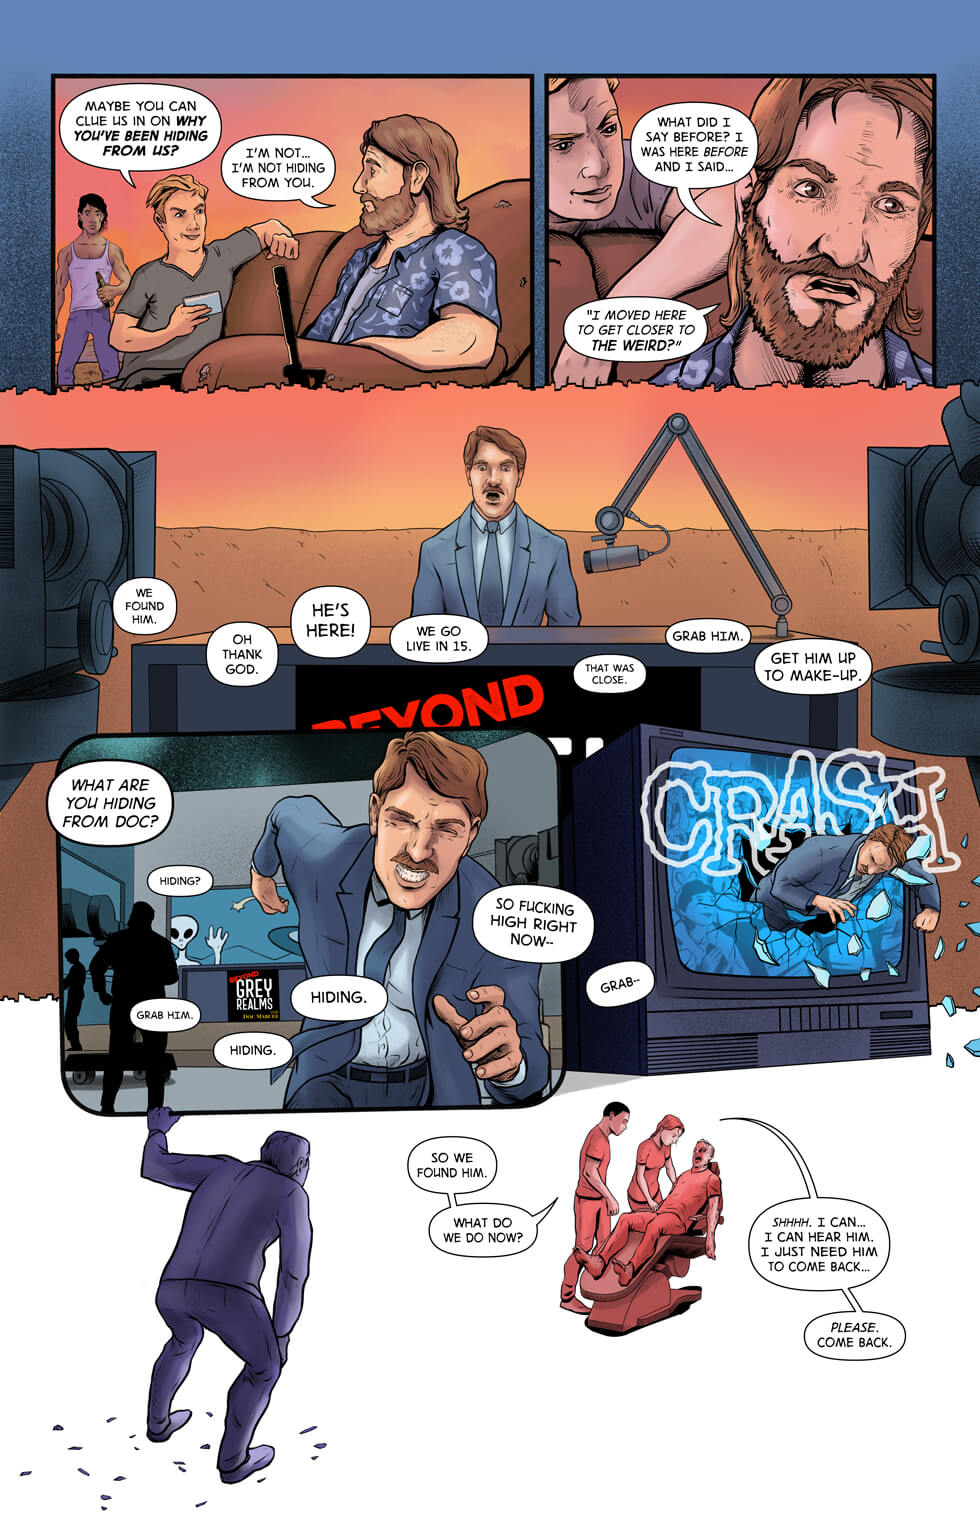 MAYBE YOU CAN
CLUE US IN ON WHY
YOU'VE BEEN HIDING
FROM US?
I'M NOT...
I'M NOT HIDING
FROM YOU.
WHAT DID I
SAY BEFORE? I
WAS HERE BEFORE
AND I SAID...
"I MOVED HERE
TO GET CLOSER TO
THE WEIRD?"
WE
FOUND
HIM.
OH
THANK
GOD.
HE'S
HERE!
WE GO
LIVE IN 15.
THAT WAS
CLOSE.
GRAB HIM.
GET HIM UP
TO MAKE-UP.
BEYOND
WHAT ARE
YOU HIDING
FROM DOC?
HIDING?
GRAB HIM.
BEYOND
GREY
REALMS
DOC MARCEE
HIDING.
HIDING.
SO FUCKING
HIGH RIGHT
NOW--
GRAB--
CRASH
SO WE
FOUND HIM.
WHAT DO
WE DO NOW?
SHHHH. I CAN...
I CAN HEAR HIM.
I JUST NEED HIM
TO COME BACK...
PLEASE.
COME BACK.